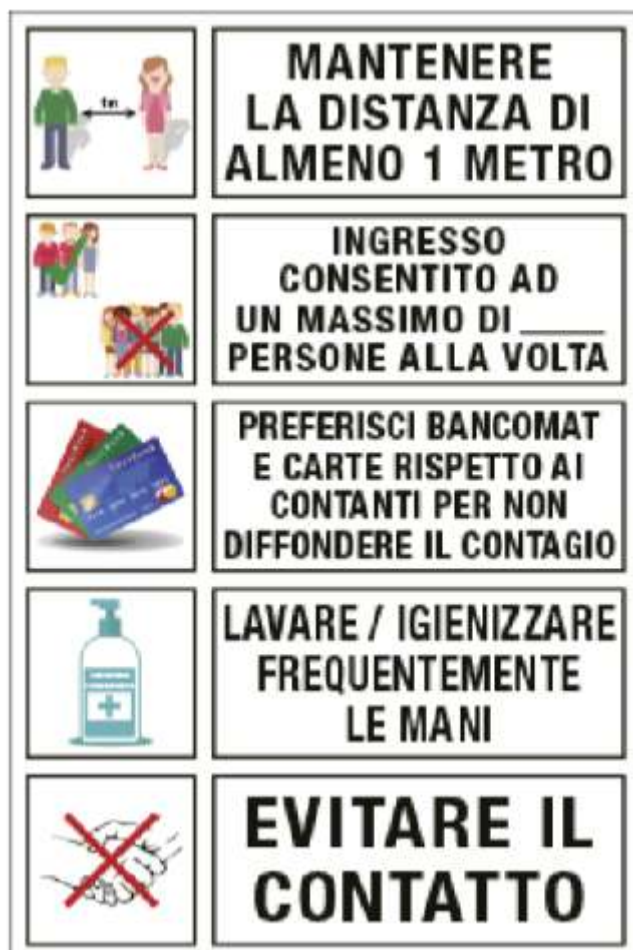 1m
MANTENERE
LA DISTANZA DI
ALMENO 1 METRO
INGRESSO
CONSENTITO AD
UN MASSIMO DI _____
PERSONE ALLA VOLTA
PREFERISCI BANCOMAT
E CARTE RISPETTO AI
CONTANTI PER NON
DIFFONDERE IL CONTAGIO
LAVARE / IGIENIZZARE
FREQUENTEMENTE
LE MANI
EVITARE IL
CONTATTO